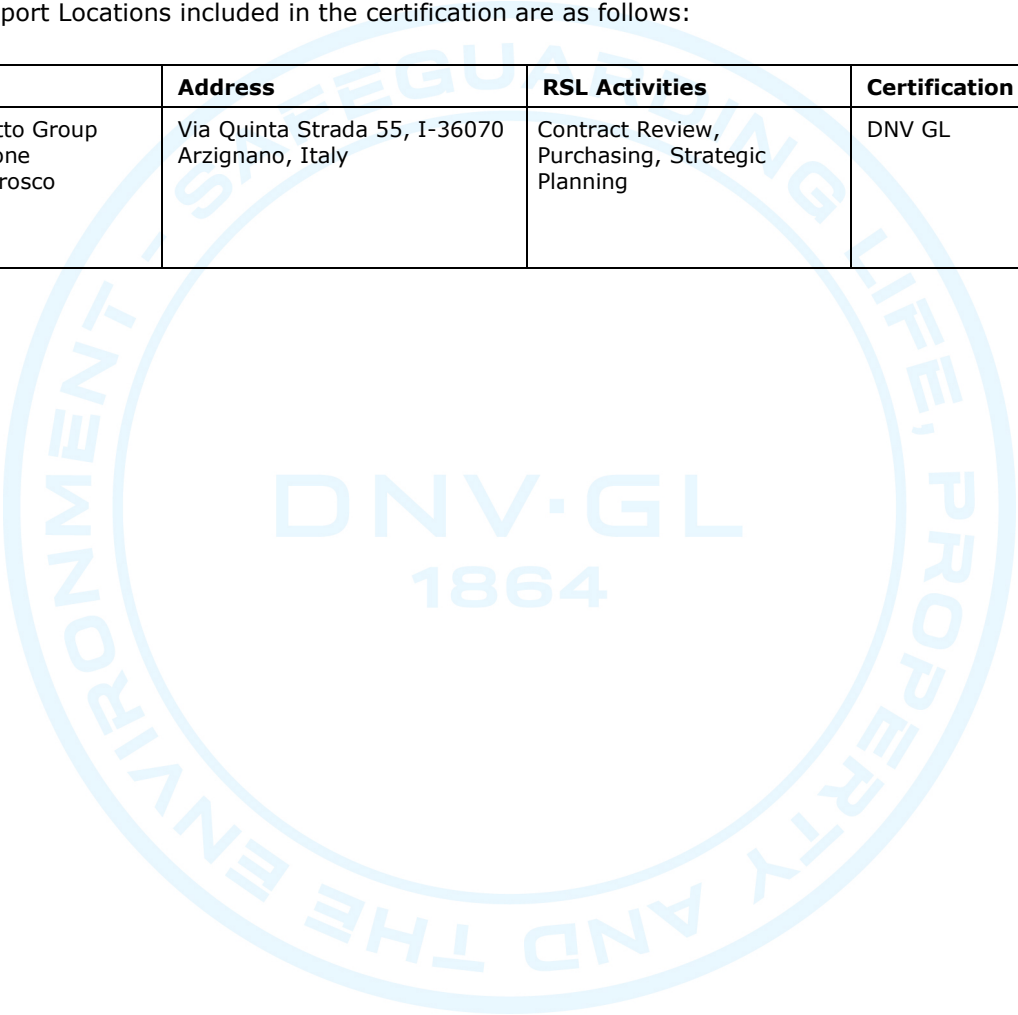 port Locations included in the certification are as follows:
Address RSL Activities Certification
tto Group Via Quinta Strada 55, I-36070 Contract Review, DNV GL
one Arzignano, Italy Purchasing, Strategic
rosco Planning
SAFEGUARDING LIFE, PROPERTY AND THE ENVIRONMENT -
DNV·GL
1864